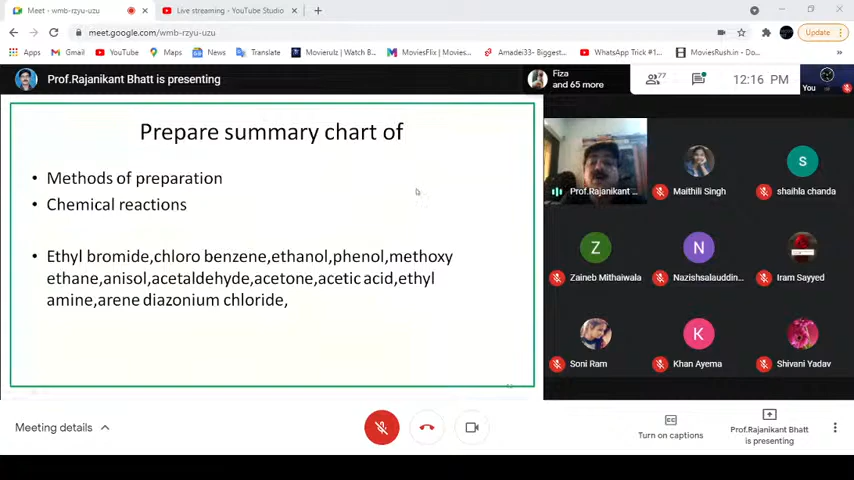 Meet - wmb-rzyu-uzu
Live streaming - YouTube Studio
meet.google.com/wmb-rzyu-uzu
Update
Apps
Gmail
YouTube
Maps
News
Translate
Movierulz | Watch B...
MoviesFlix | Movies...
Amadei33- Biggest...
WhatsApp Trick #1...
MoviesRush.in - Do...
Prof.Rajanikant Bhatt is presenting
Fiza
and 65 more
77
12:16 PM
You
Prepare summary chart of
• Methods of preparation
• Chemical reactions
• Ethyl bromide,chloro benzene,ethanol,phenol,methoxy
ethane,anisol,acetaldehyde,acetone,acetic acid,ethyl
amine,arene diazonium chloride,
Prof.Rajanikant ...
Maithili Singh
S
shaihla chanda
Z
Zaineb Mithaiwala
N
Nazishsalauddin...
Iram Sayyed
Soni Ram
K
Khan Ayema
Shivani Yadav
Meeting details
CC
Turn on captions
Prof.Rajanikant Bhatt
is presenting